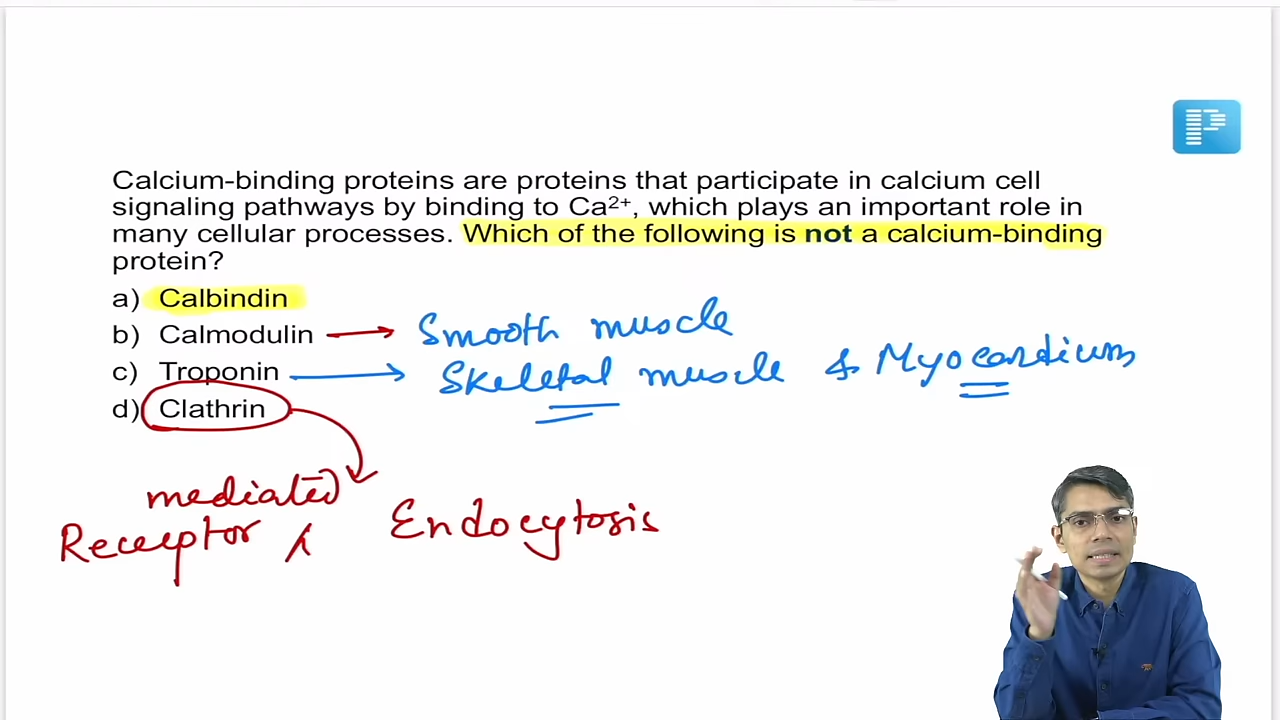 Calcium-binding proteins are proteins that participate in calcium cell
signaling pathways by binding to Ca²⁺, which plays an important role in
many cellular processes. Which of the following is not a calcium-binding
protein?
a) Calbindin
b) Calmodulin → Smooth muscle
c) Troponin → Skeletal muscle & Myocardium
d) Clathrin
mediated
Receptor ʌ Endocytosis
P